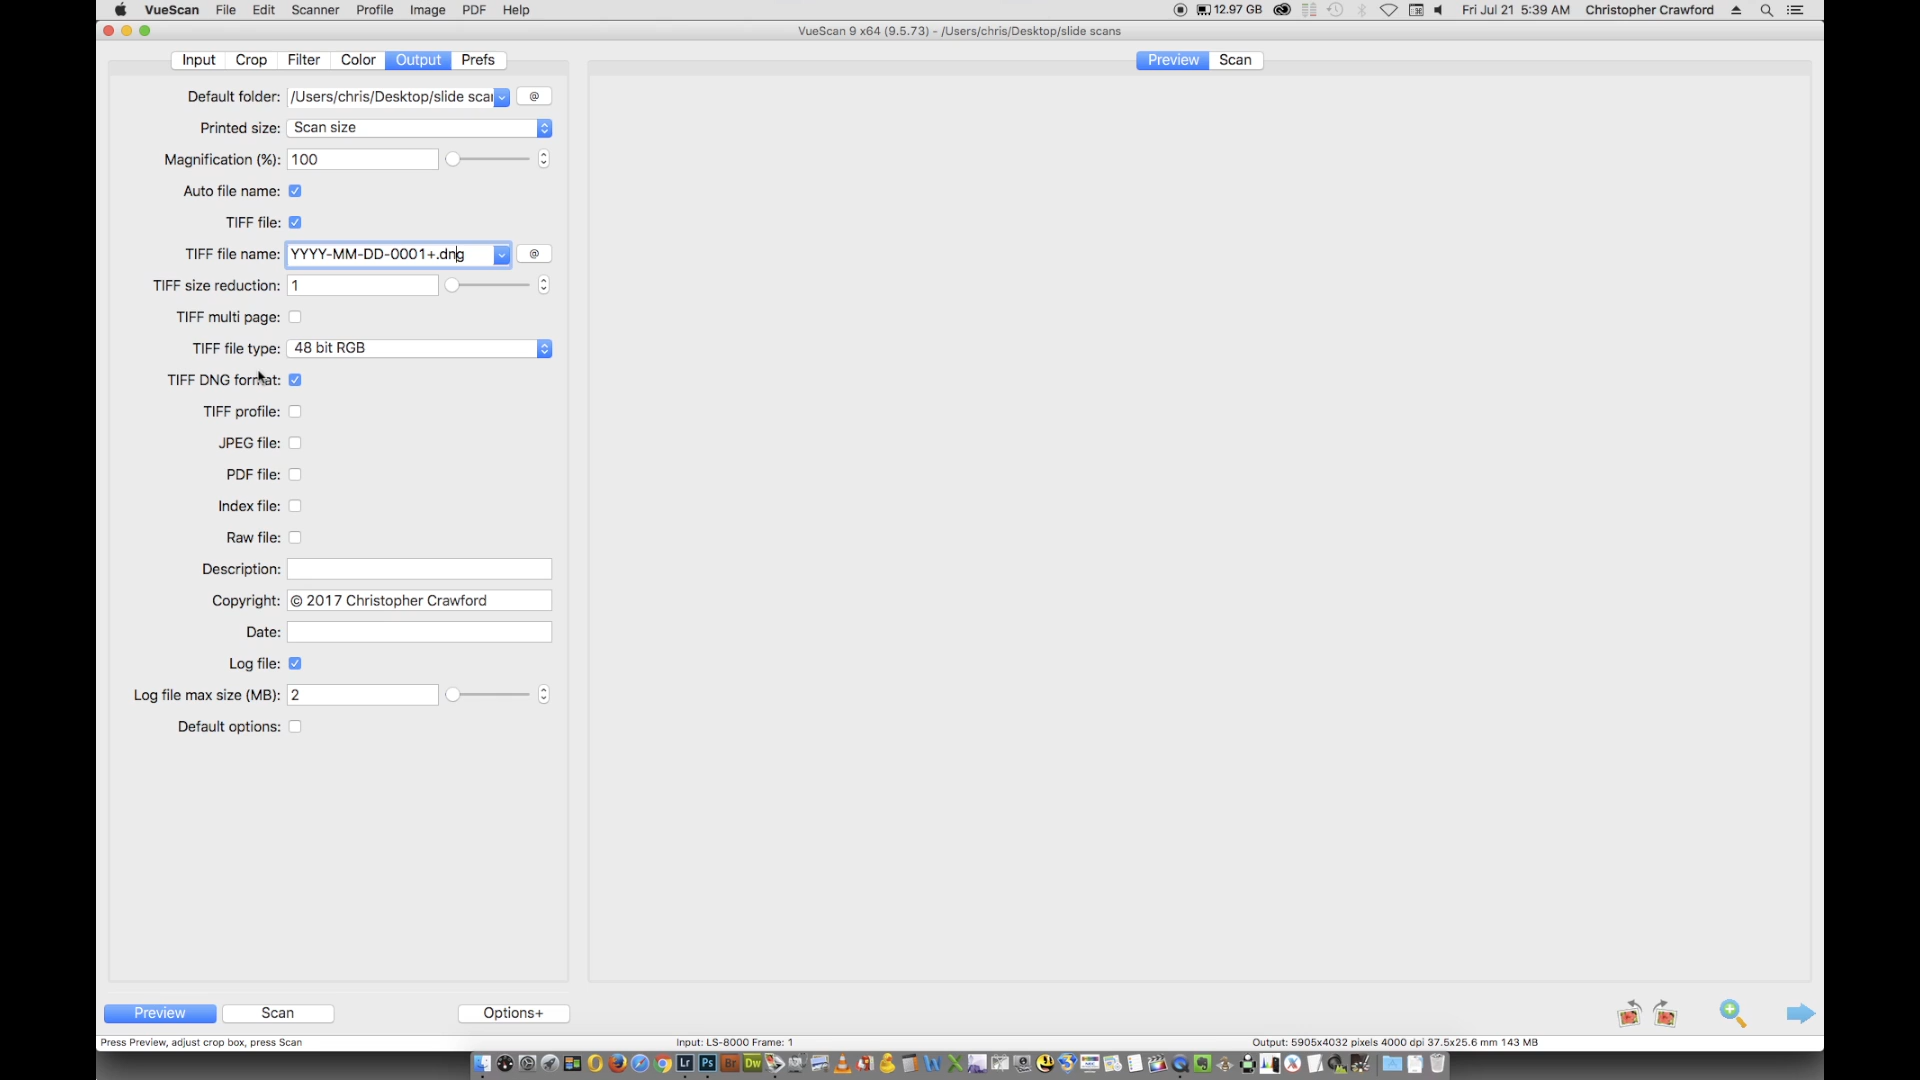 VueScan File Edit Scanner Profile Image PDF Help 12.97 GB Fri Jul 21 5:39 AM Christopher Crawford
VueScan 9 x64 (9.5.73) - /Users/chris/Desktop/slide scans
Input Crop Filter Color Output Prefs Preview Scan
Default folder: /Users/chris/Desktop/slide scan @
Printed size: Scan size
Magnification (%): 100
Auto file name:
TIFF file:
TIFF file name: YYYY-MM-DD-0001+.dng @
TIFF size reduction: 1
TIFF multi page:
TIFF file type: 48 bit RGB
TIFF DNG format:
TIFF profile:
JPEG file:
PDF file:
Index file:
Raw file:
Description:
Copyright: © 2017 Christopher Crawford
Date:
Log file:
Log file max size (MB): 2
Default options:
Preview Scan Options+
Press Preview, adjust crop box, press Scan Input: LS-8000 Frame: 1 Output: 5905x4032 pixels 4000 dpi 37.5x25.6 mm 143 MB
Lr Ps Br Dw